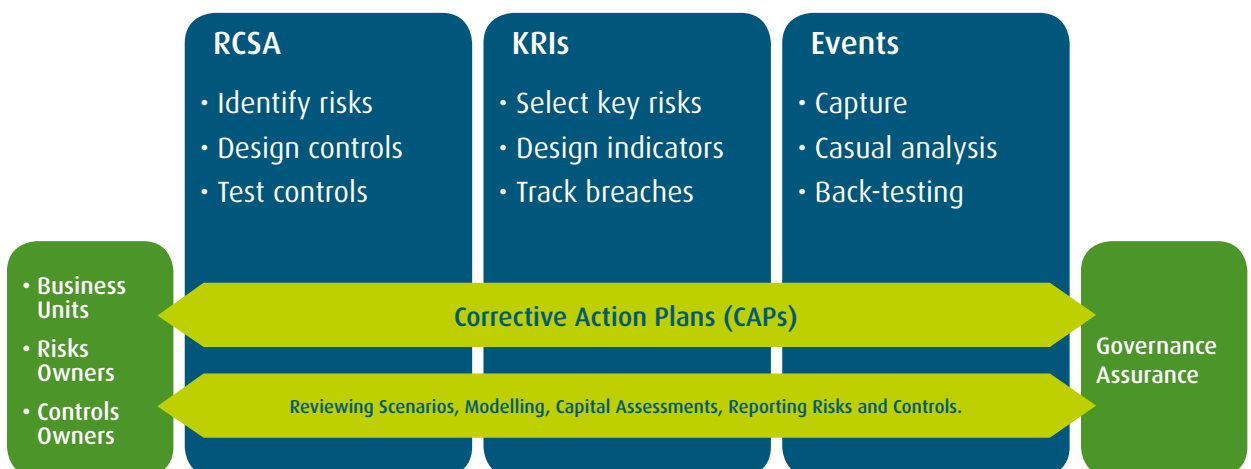 RCSA
• Identify risks
• Design controls
• Test controls
KRIs
• Select key risks
• Design indicators
• Track breaches
Events
• Capture
• Casual analysis
• Back-testing
• Business
Units
• Risks
Owners
• Controls
Owners
Corrective Action Plans (CAPs)
Reviewing Scenarios, Modelling, Capital Assessments, Reporting Risks and Controls.
Governance
Assurance